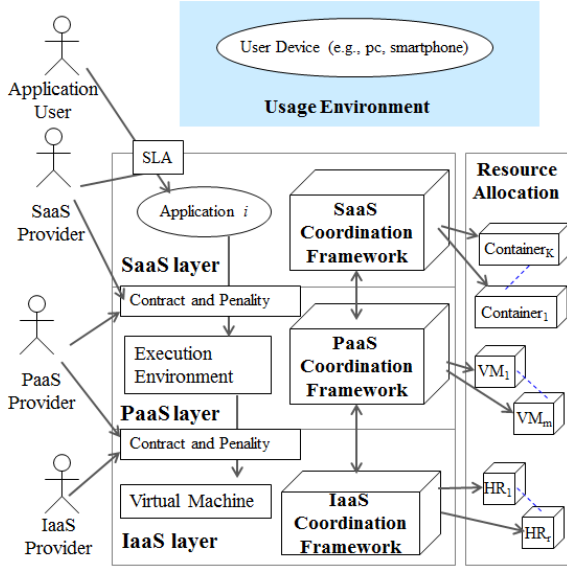 User Device (e.g., pc, smartphone)
Usage Environment
Application
User
SLA
SaaS
Provider
Application i
SaaS layer
Contract and Penality
SaaS
Coordination
Framework
Resource
Allocation
ContainerK
Container1
PaaS
Provider
Execution
Environment
PaaS layer
Contract and Penality
PaaS
Coordination
Framework
VM1
VMm
IaaS
Provider
Virtual Machine
IaaS layer
IaaS
Coordination
Framework
HR1
HRr